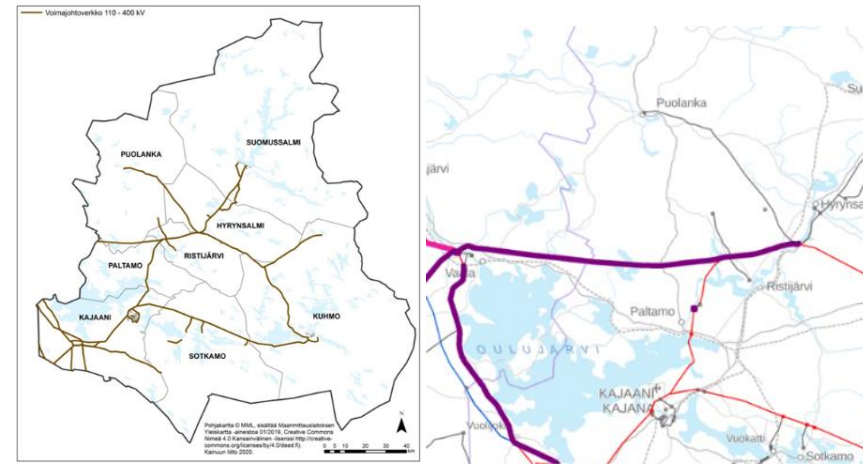 Voimajohtoverkko 110 - 400 kV
SUOMUSSALMI
PUOLANKA
HYRYNSALMI
RISTIJÄRVI
PALTAMO
KAJAANI
KUHMO
SOTKAMO
Pohjakartta © MML, sisältää Maanmittauslaitoksen
Yleiskartta -aineistoa 01/2019, Creative Commons
Nimeä 4.0 Kansainvälinen -lisenssi http://creative-
commons.org/licenses/by/4.0/deed.fi).
Kainuun liitto 2020.
0 5 10 20 30 40
km
Puolanka
Su
järvi
Hyrynsa
Vaala
Ristijärvi
Paltamo
OULUJÄRVI
KAJAANI
KAJANA
Vuolijok
Vuokatti
Sotkamo